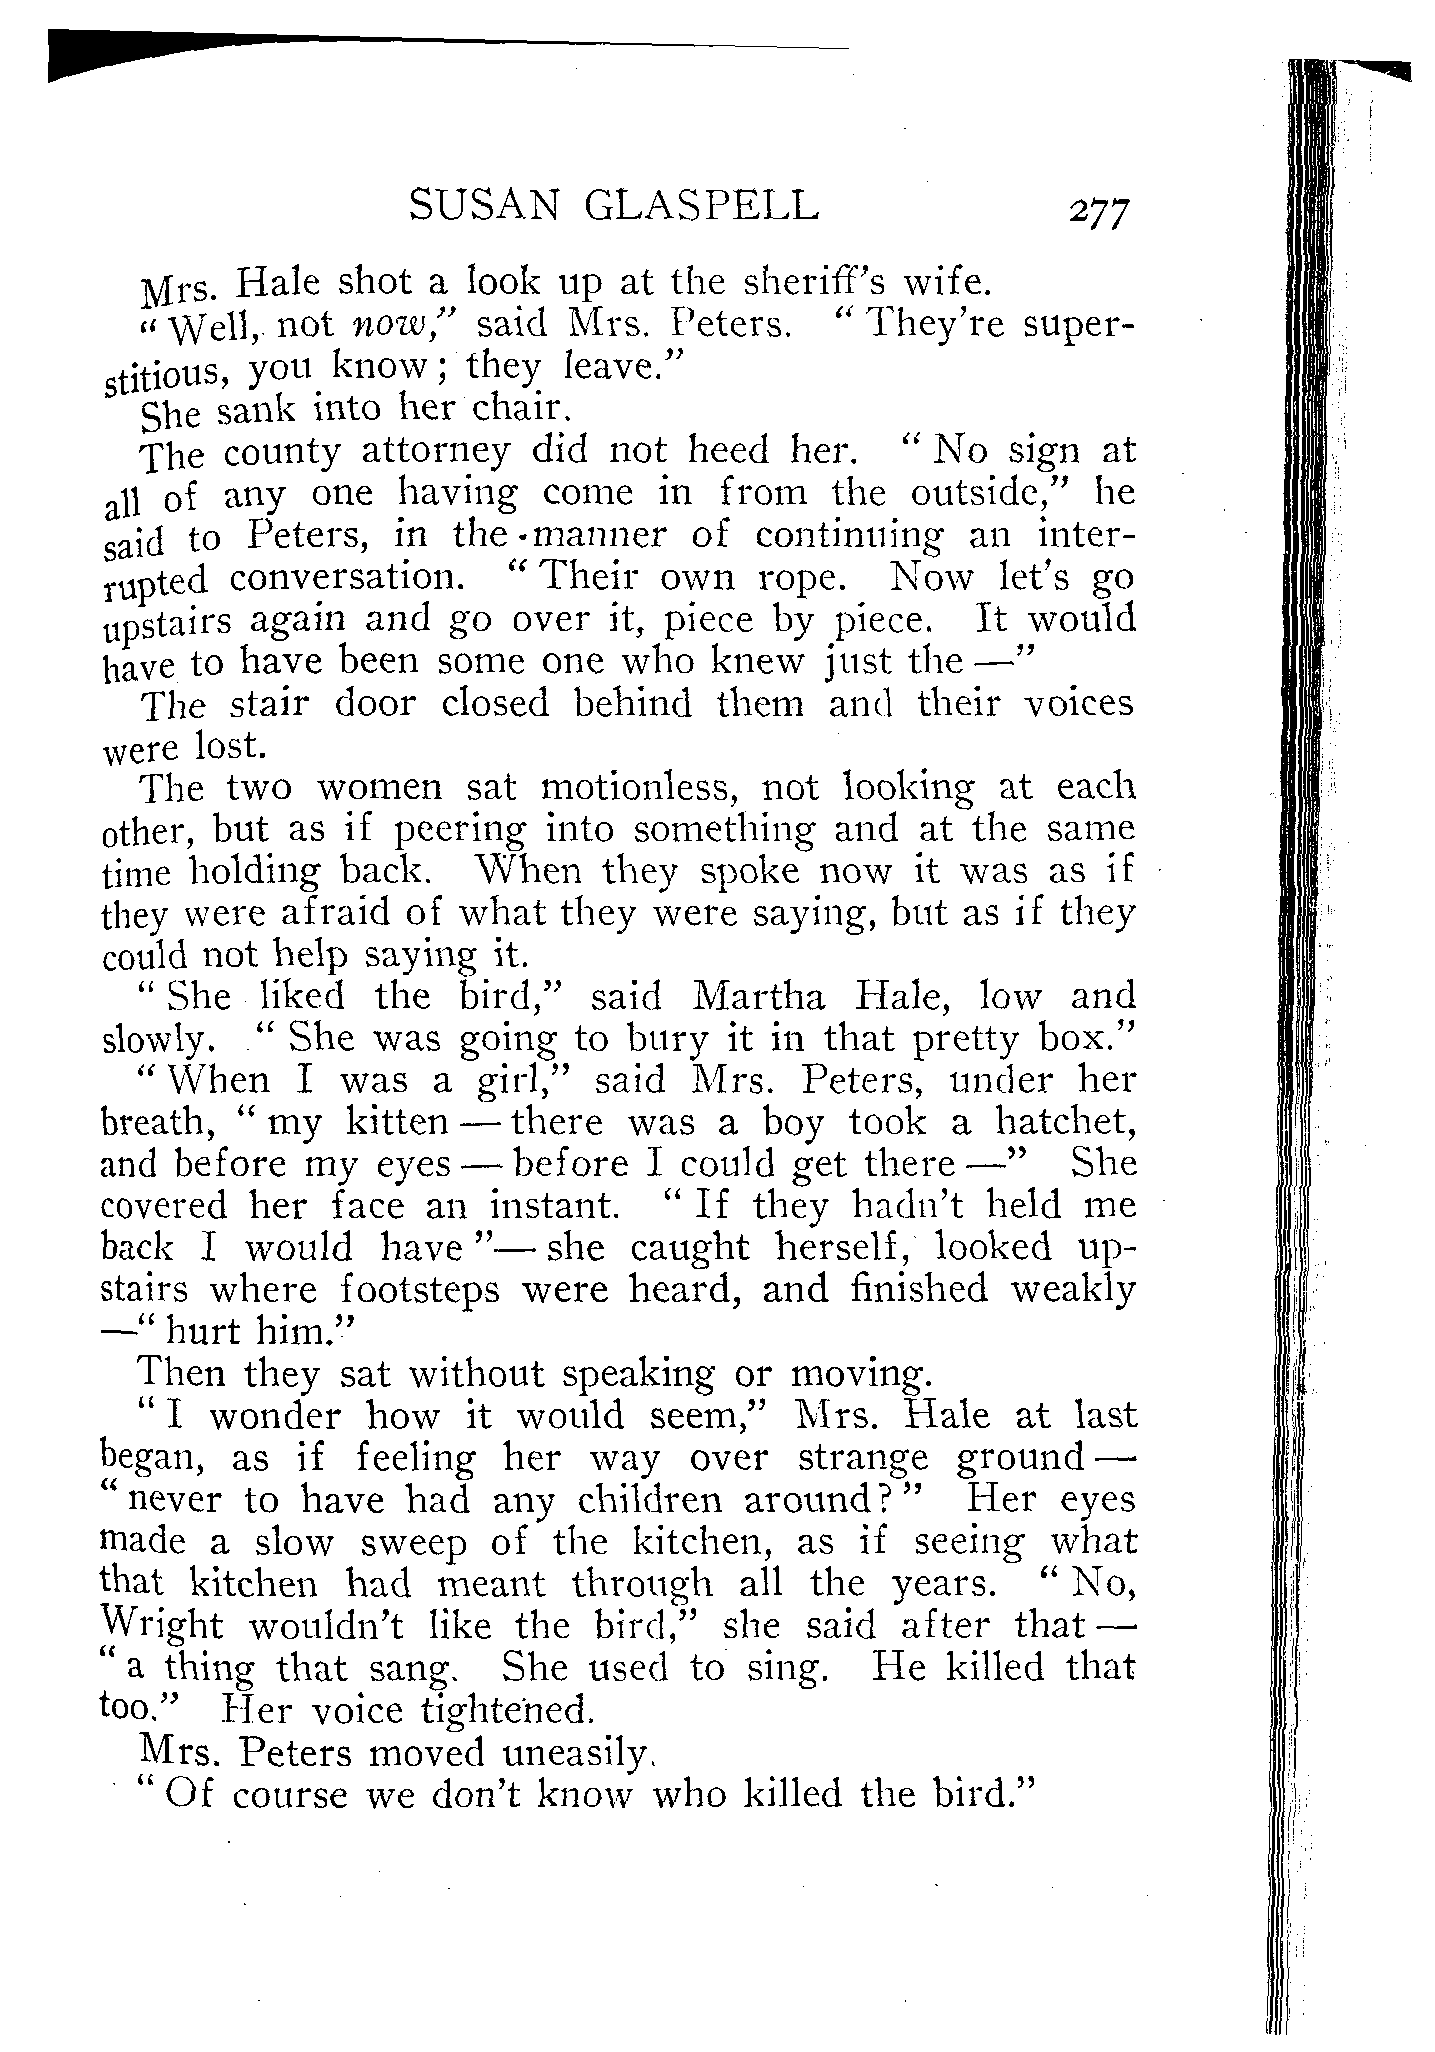 SUSAN GLASPELL 277
Mrs. Hale shot a look up at the sheriff's wife.
“Well, not now,” said Mrs. Peters. “They're super-
stitious, you know; they leave.”
She sank into her chair.
The county attorney did not heed her. “No sign at
all of any one having come in from the outside,” he
said to Peters, in the manner of continuing an inter-
rupted conversation. “Their own rope. Now let's go
upstairs again and go over it, piece by piece. It would
have to have been some one who knew just the —”
The stair door closed behind them and their voices
were lost.
The two women sat motionless, not looking at each
other, but as if peering into something and at the same
time holding back. When they spoke now it was as if
they were afraid of what they were saying, but as if they
could not help saying it.
“She liked the bird,” said Martha Hale, low and
slowly. “She was going to bury it in that pretty box.”
“When I was a girl,” said Mrs. Peters, under her
breath, “my kitten — there was a boy took a hatchet,
and before my eyes — before I could get there —” She
covered her face an instant. “If they hadn't held me
back I would have”— she caught herself, looked up-
stairs where footsteps were heard, and finished weakly
—“hurt him.”
Then they sat without speaking or moving.
“I wonder how it would seem,” Mrs. Hale at last
began, as if feeling her way over strange ground —
“never to have had any children around?” Her eyes
made a slow sweep of the kitchen, as if seeing what
that kitchen had meant through all the years. “No,
Wright wouldn't like the bird,” she said after that —
“a thing that sang. She used to sing. He killed that
too.” Her voice tightened.
Mrs. Peters moved uneasily.
“Of course we don't know who killed the bird.”